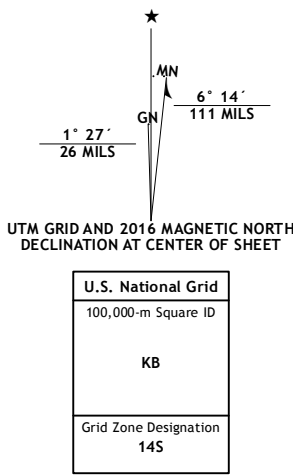 ★
MN
GN
6° 14´
111 MILS
1° 27´
26 MILS
UTM GRID AND 2016 MAGNETIC NORTH
DECLINATION AT CENTER OF SHEET
U.S. National Grid
100,000-m Square ID
KB
Grid Zone Designation
14S